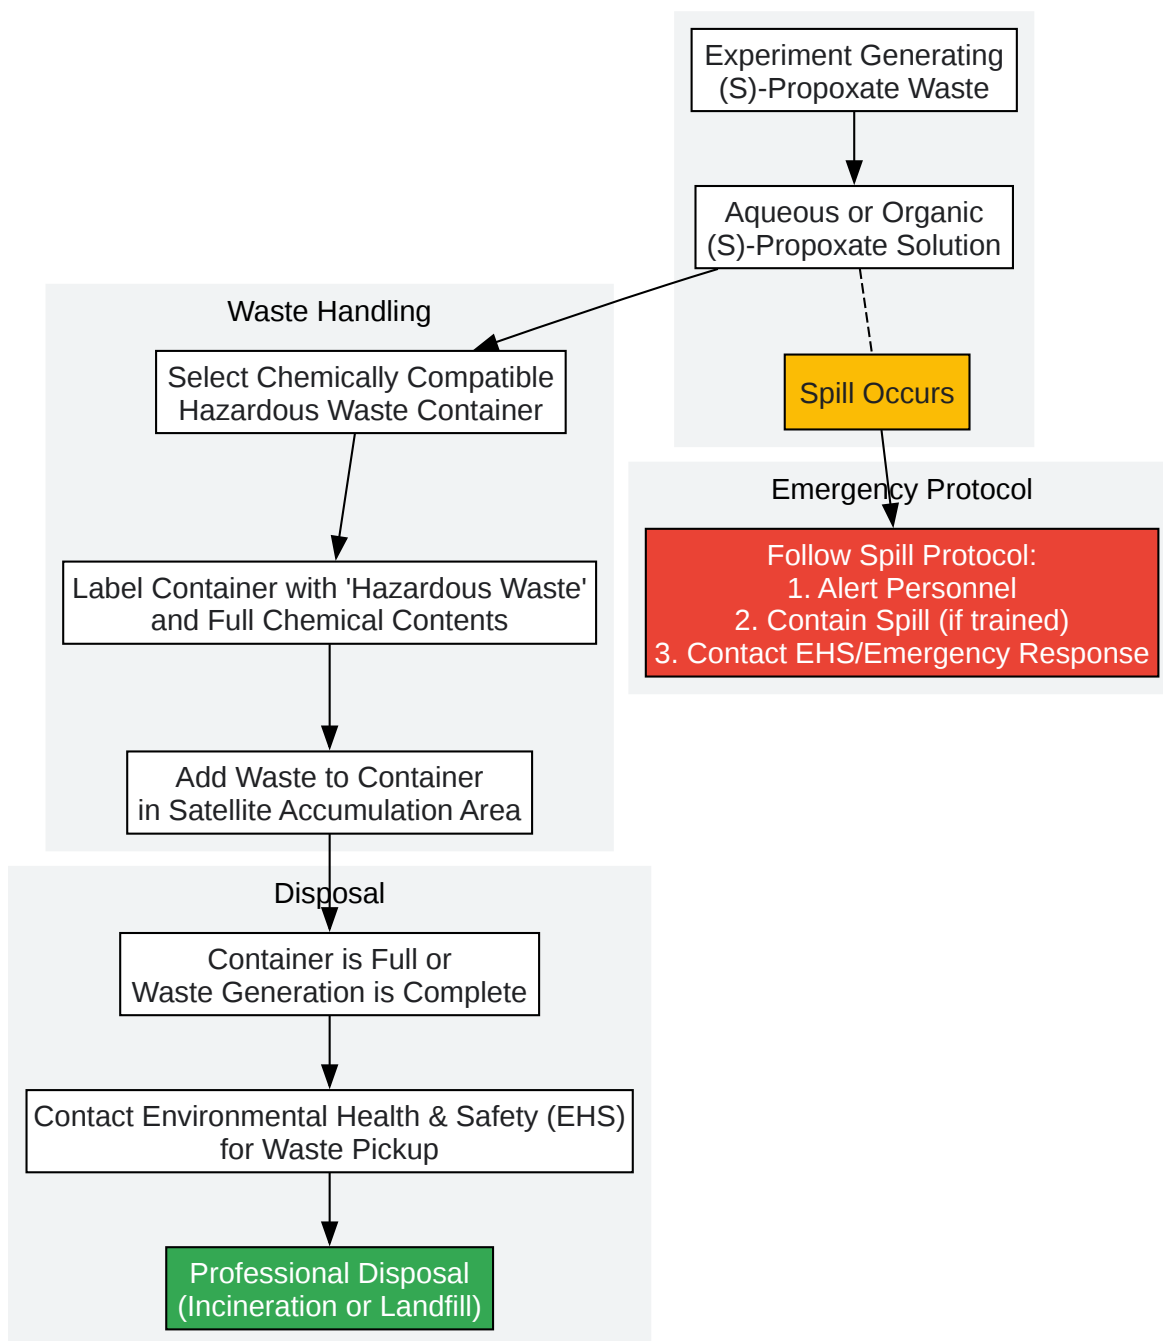 Experiment Generating
(S)-Propoxate Waste
Aqueous or Organic
(S)-Propoxate Solution
Waste Handling
Select Chemically Compatible
Hazardous Waste Container
Spill Occurs
Emergency Protocol
Follow Spill Protocol:
1. Alert Personnel
2. Contain Spill (if trained)
3. Contact EHS/Emergency Response
Label Container with 'Hazardous Waste'
and Full Chemical Contents
Add Waste to Container
in Satellite Accumulation Area
Disposal
Container is Full or
Waste Generation is Complete
Contact Environmental Health & Safety (EHS)
for Waste Pickup
Professional Disposal
(Incineration or Landfill)